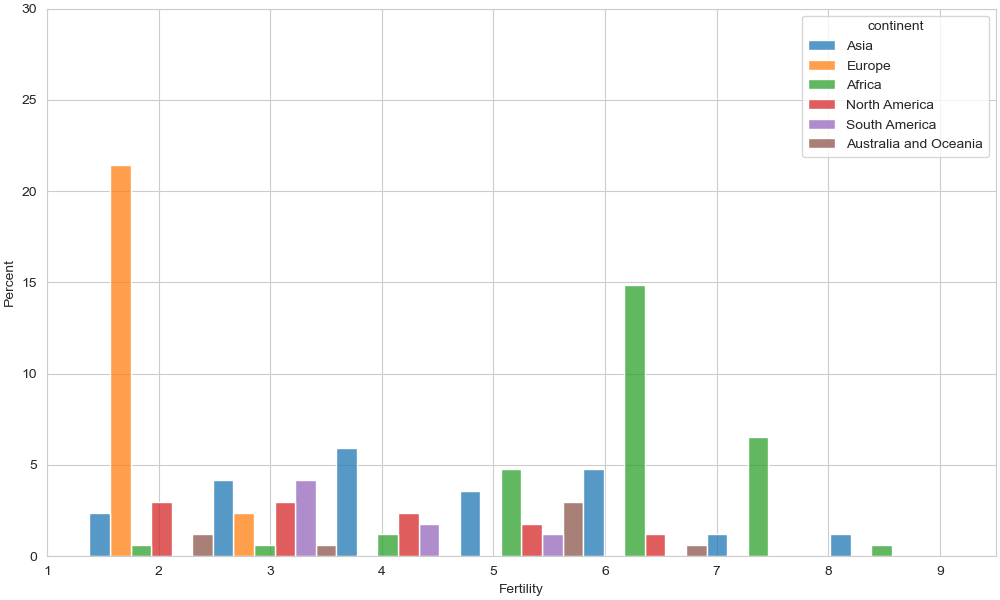 30
25
20
15
10
5
0
Percent
1 2 3 4 5 6 7 8 9
Fertility
continent
Asia
Europe
Africa
North America
South America
Australia and Oceania